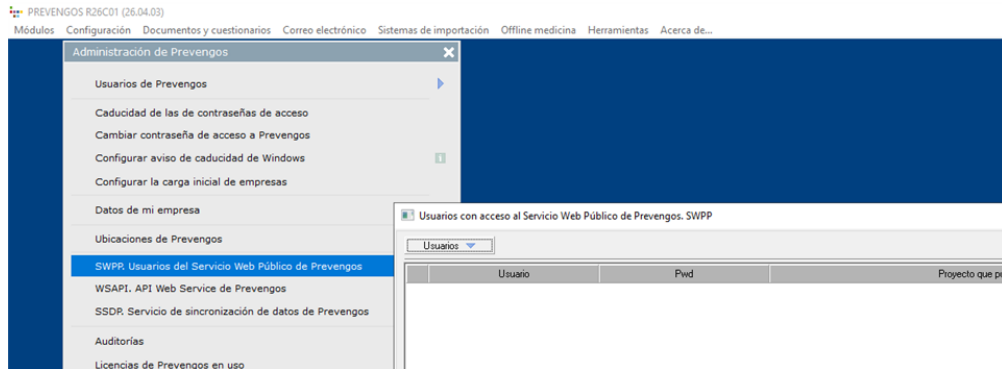 PREVENGOS R26C01 (26.04.03)
Módulos Configuración Documentos y cuestionarios Correo electrónico Sistemas de importación Offline medicina Herramientas Acerca de...
Administración de Prevengos
Usuarios de Prevengos
Caducidad de las de contraseñas de acceso
Cambiar contraseña de acceso a Prevengos
Configurar aviso de caducidad de Windows
Configurar la carga inicial de empresas
Datos de mi empresa
Ubicaciones de Prevengos
SWPP. Usuarios del Servicio Web Público de Prevengos
WSAPI. API Web Service de Prevengos
SSDP. Servicio de sincronización de datos de Prevengos
Auditorías
Licencias de Prevengos en uso
Usuarios con acceso al Servicio Web Público de Prevengos. SWPP
Usuarios
Usuario Pwd Proyecto que